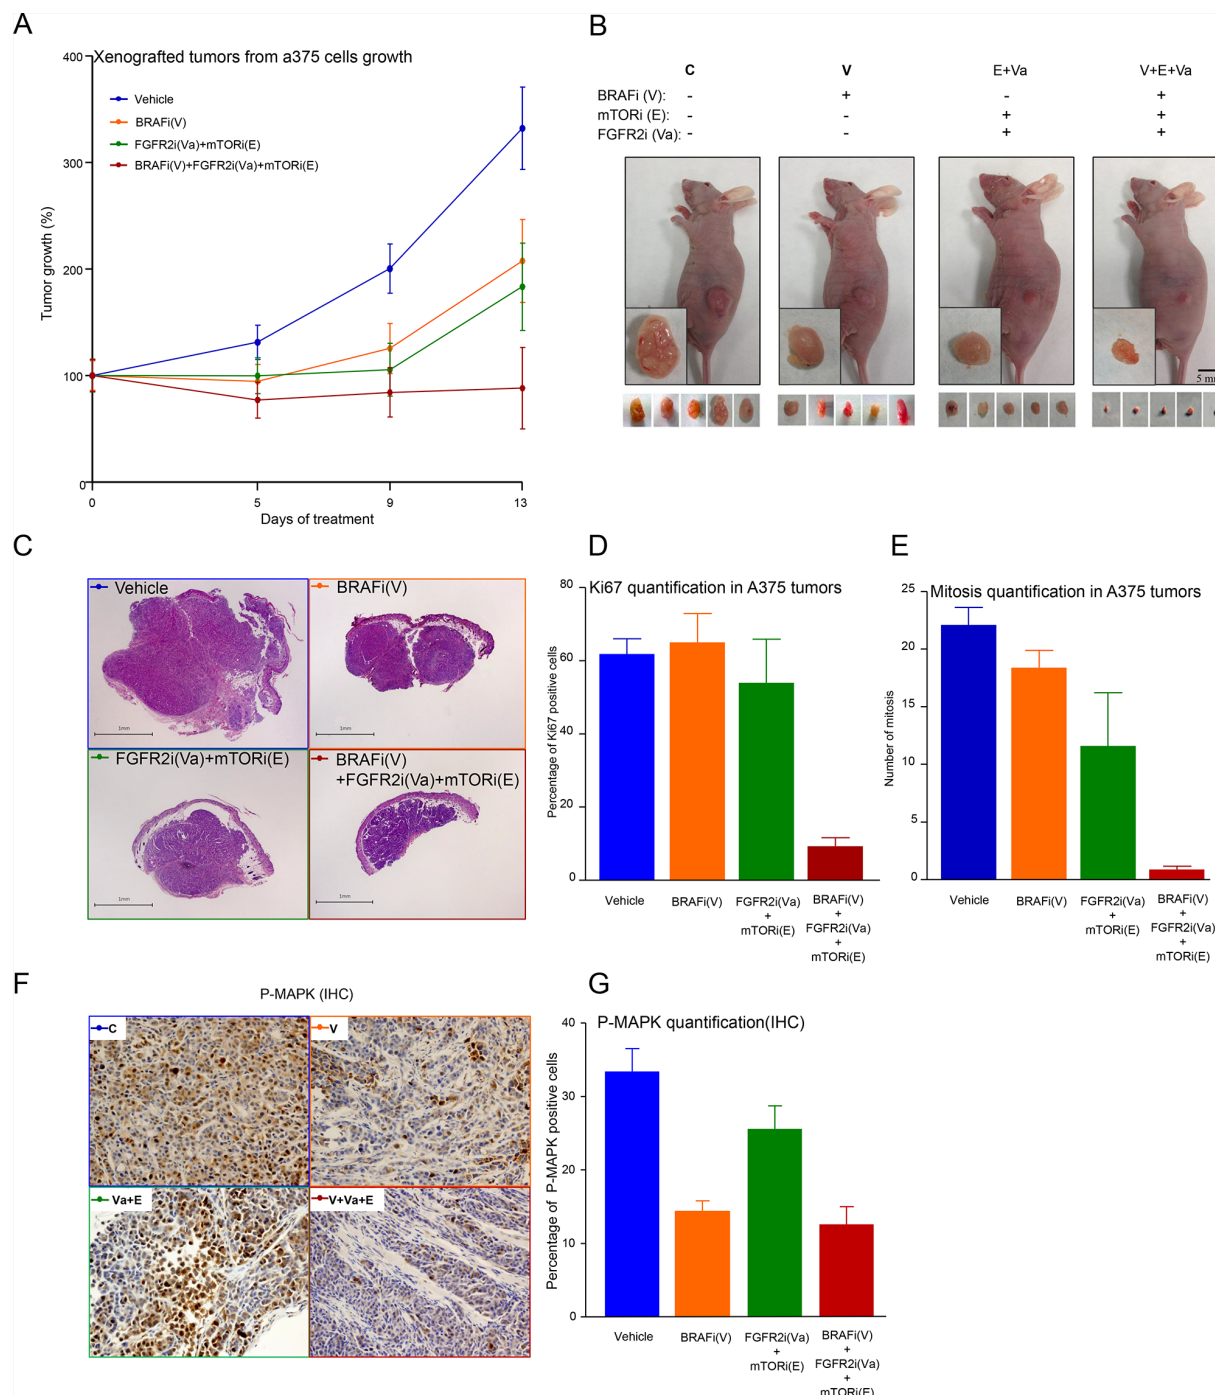 A
Xenografted tumors from a375 cells growth
400
300
200
100
0
Tumor growth (%)
Vehicle
BRAFi(V)
FGFR2i(Va)+mTORi(E)
BRAFi(V)+FGFR2i(Va)+mTORi(E)
0 5 9 13
Days of treatment
B
C V E+Va V+E+Va
BRAFi (V): - + - +
mTORi (E): - - + +
FGFR2i (Va): - - + +
5 m
C
Vehicle
1mm
BRAFi(V)
1mm
FGFR2i(Va)+mTORi(E)
1mm
BRAFi(V)
+FGFR2i(Va)+mTORi(E)
1mm
D
Ki67 quantification in A375 tumors
80
60
40
20
0
Percentage of Ki67 positive cells
Vehicle
BRAFi(V)
FGFR2i(Va)
+
mTORi(E)
BRAFi(V)
+
FGFR2i(Va)
+
mTORi(E)
E
Mitosis quantification in A375 tumors
25
20
15
10
5
0
Number of mitosis
Vehicle
BRAFi(V)
FGFR2i(Va)
+
mTORi(E)
BRAFi(V)
+
FGFR2i(Va)
+
mTORi(E)
F
P-MAPK (IHC)
C
V
Va+E
V+Va+E
G
P-MAPK quantification(IHC)
40
30
20
10
0
Percentage of P-MAPK positive cells
Vehicle
BRAFi(V)
FGFR2i(Va)
+
mTORi(E)
BRAFi(V)
+
FGFR2i(Va)
+
mTORi(E)